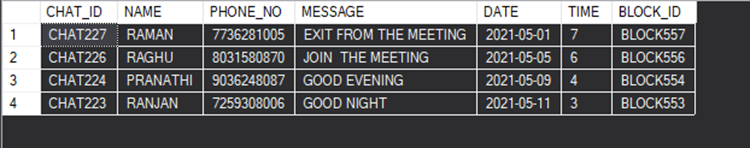 CHAT_ID NAME PHONE_NO MESSAGE DATE TIME BLOCK_ID
1 CHAT227 RAMAN 7736281005 EXIT FROM THE MEETING 2021-05-01 7 BLOCK557
2 CHAT226 RAGHU 8031580870 JOIN  THE MEETING 2021-05-05 6 BLOCK556
3 CHAT224 PRANATHI 9036248087 GOOD EVENING 2021-05-09 4 BLOCK554
4 CHAT223 RANJAN 7259308006 GOOD NIGHT 2021-05-11 3 BLOCK553